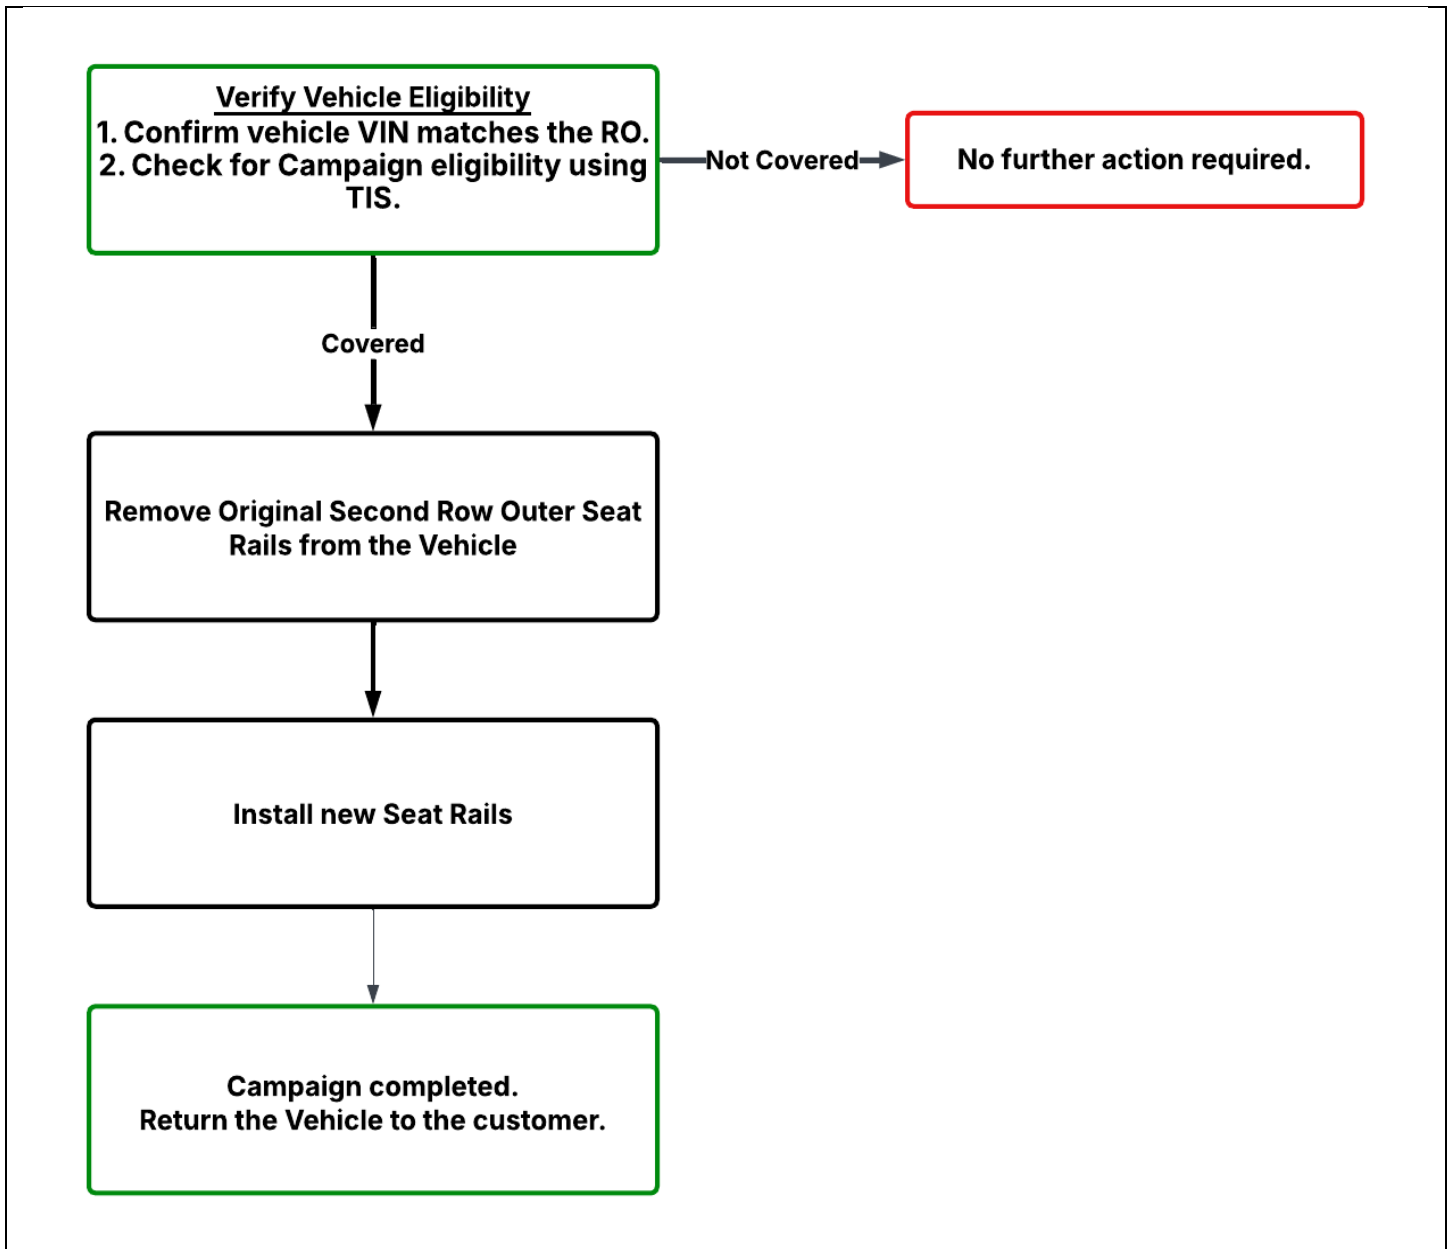 Verify Vehicle Eligibility
1. Confirm vehicle VIN matches the RO.
2. Check for Campaign eligibility using
TIS.
Not Covered
No further action required.
Covered
Remove Original Second Row Outer Seat
Rails from the Vehicle
Install new Seat Rails
Campaign completed.
Return the Vehicle to the customer.